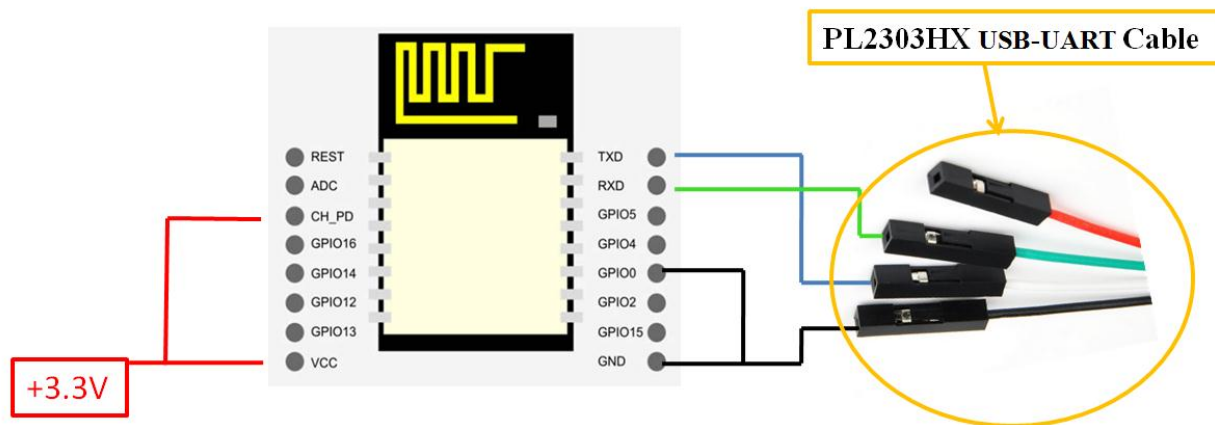 PL2303HX USB-UART Cable
REST
ADC
CH_PD
GPIO16
GPIO14
GPIO12
GPIO13
VCC
TXD
RXD
GPIO5
GPIO4
GPIO0
GPIO2
GPIO15
GND
+3.3V